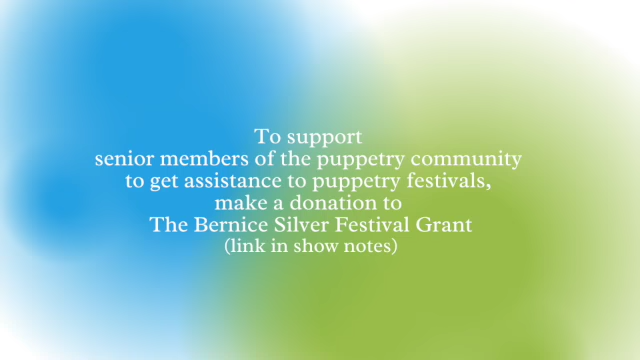 To support
senior members of the puppetry community
to get assistance to puppetry festivals,
make a donation to
The Bernice Silver Festival Grant
(link in show notes)